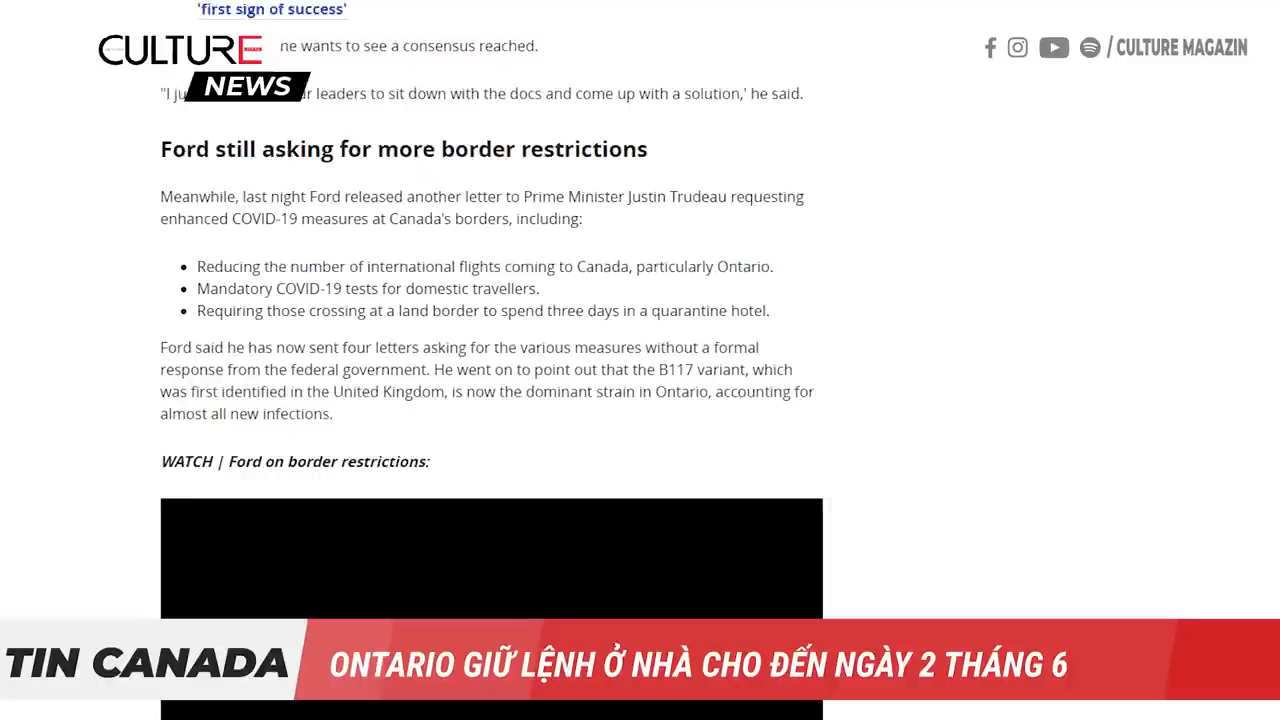 'first sign of success'
CULTURE
NEWS
/ CULTURE MAGAZIN
ne wants to see a consensus reached.
"I ju leaders to sit down with the docs and come up with a solution,' he said.
Ford still asking for more border restrictions
Meanwhile, last night Ford released another letter to Prime Minister Justin Trudeau requesting
enhanced COVID-19 measures at Canada's borders, including:
• Reducing the number of international flights coming to Canada, particularly Ontario.
• Mandatory COVID-19 tests for domestic travellers.
• Requiring those crossing at a land border to spend three days in a quarantine hotel.
Ford said he has now sent four letters asking for the various measures without a formal
response from the federal government. He went on to point out that the B117 variant, which
was first identified in the United Kingdom, is now the dominant strain in Ontario, accounting for
almost all new infections.
WATCH | Ford on border restrictions:
TIN CANADA
ONTARIO GIỮ LỆNH Ở NHÀ CHO ĐẾN NGÀY 2 THÁNG 6